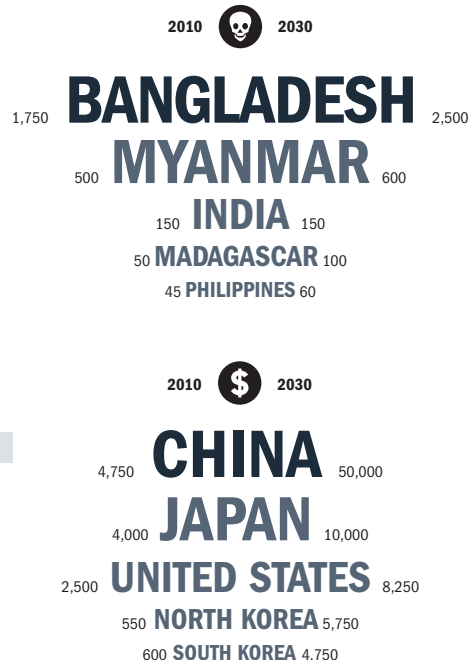 2010 2030
1,750 BANGLADESH 2,500
500 MYANMAR 600
150 INDIA 150
50 MADAGASCAR 100
45 PHILIPPINES 60
2010 $ 2030
4,750 CHINA 50,000
4,000 JAPAN 10,000
2,500 UNITED STATES 8,250
550 NORTH KOREA 5,750
600 SOUTH KOREA 4,750